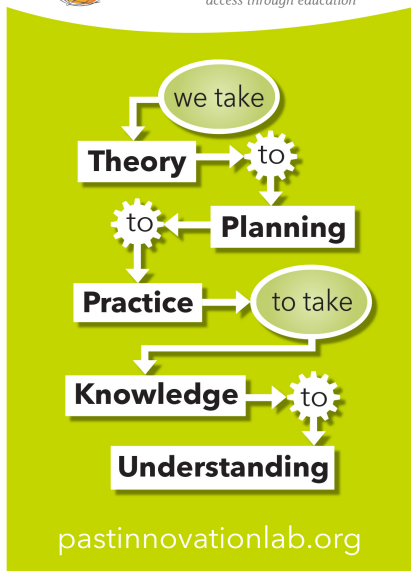 access through education
we take
Theory
to
Planning
to
Practice
to take
Knowledge
to
Understanding
pastinnovationlab.org